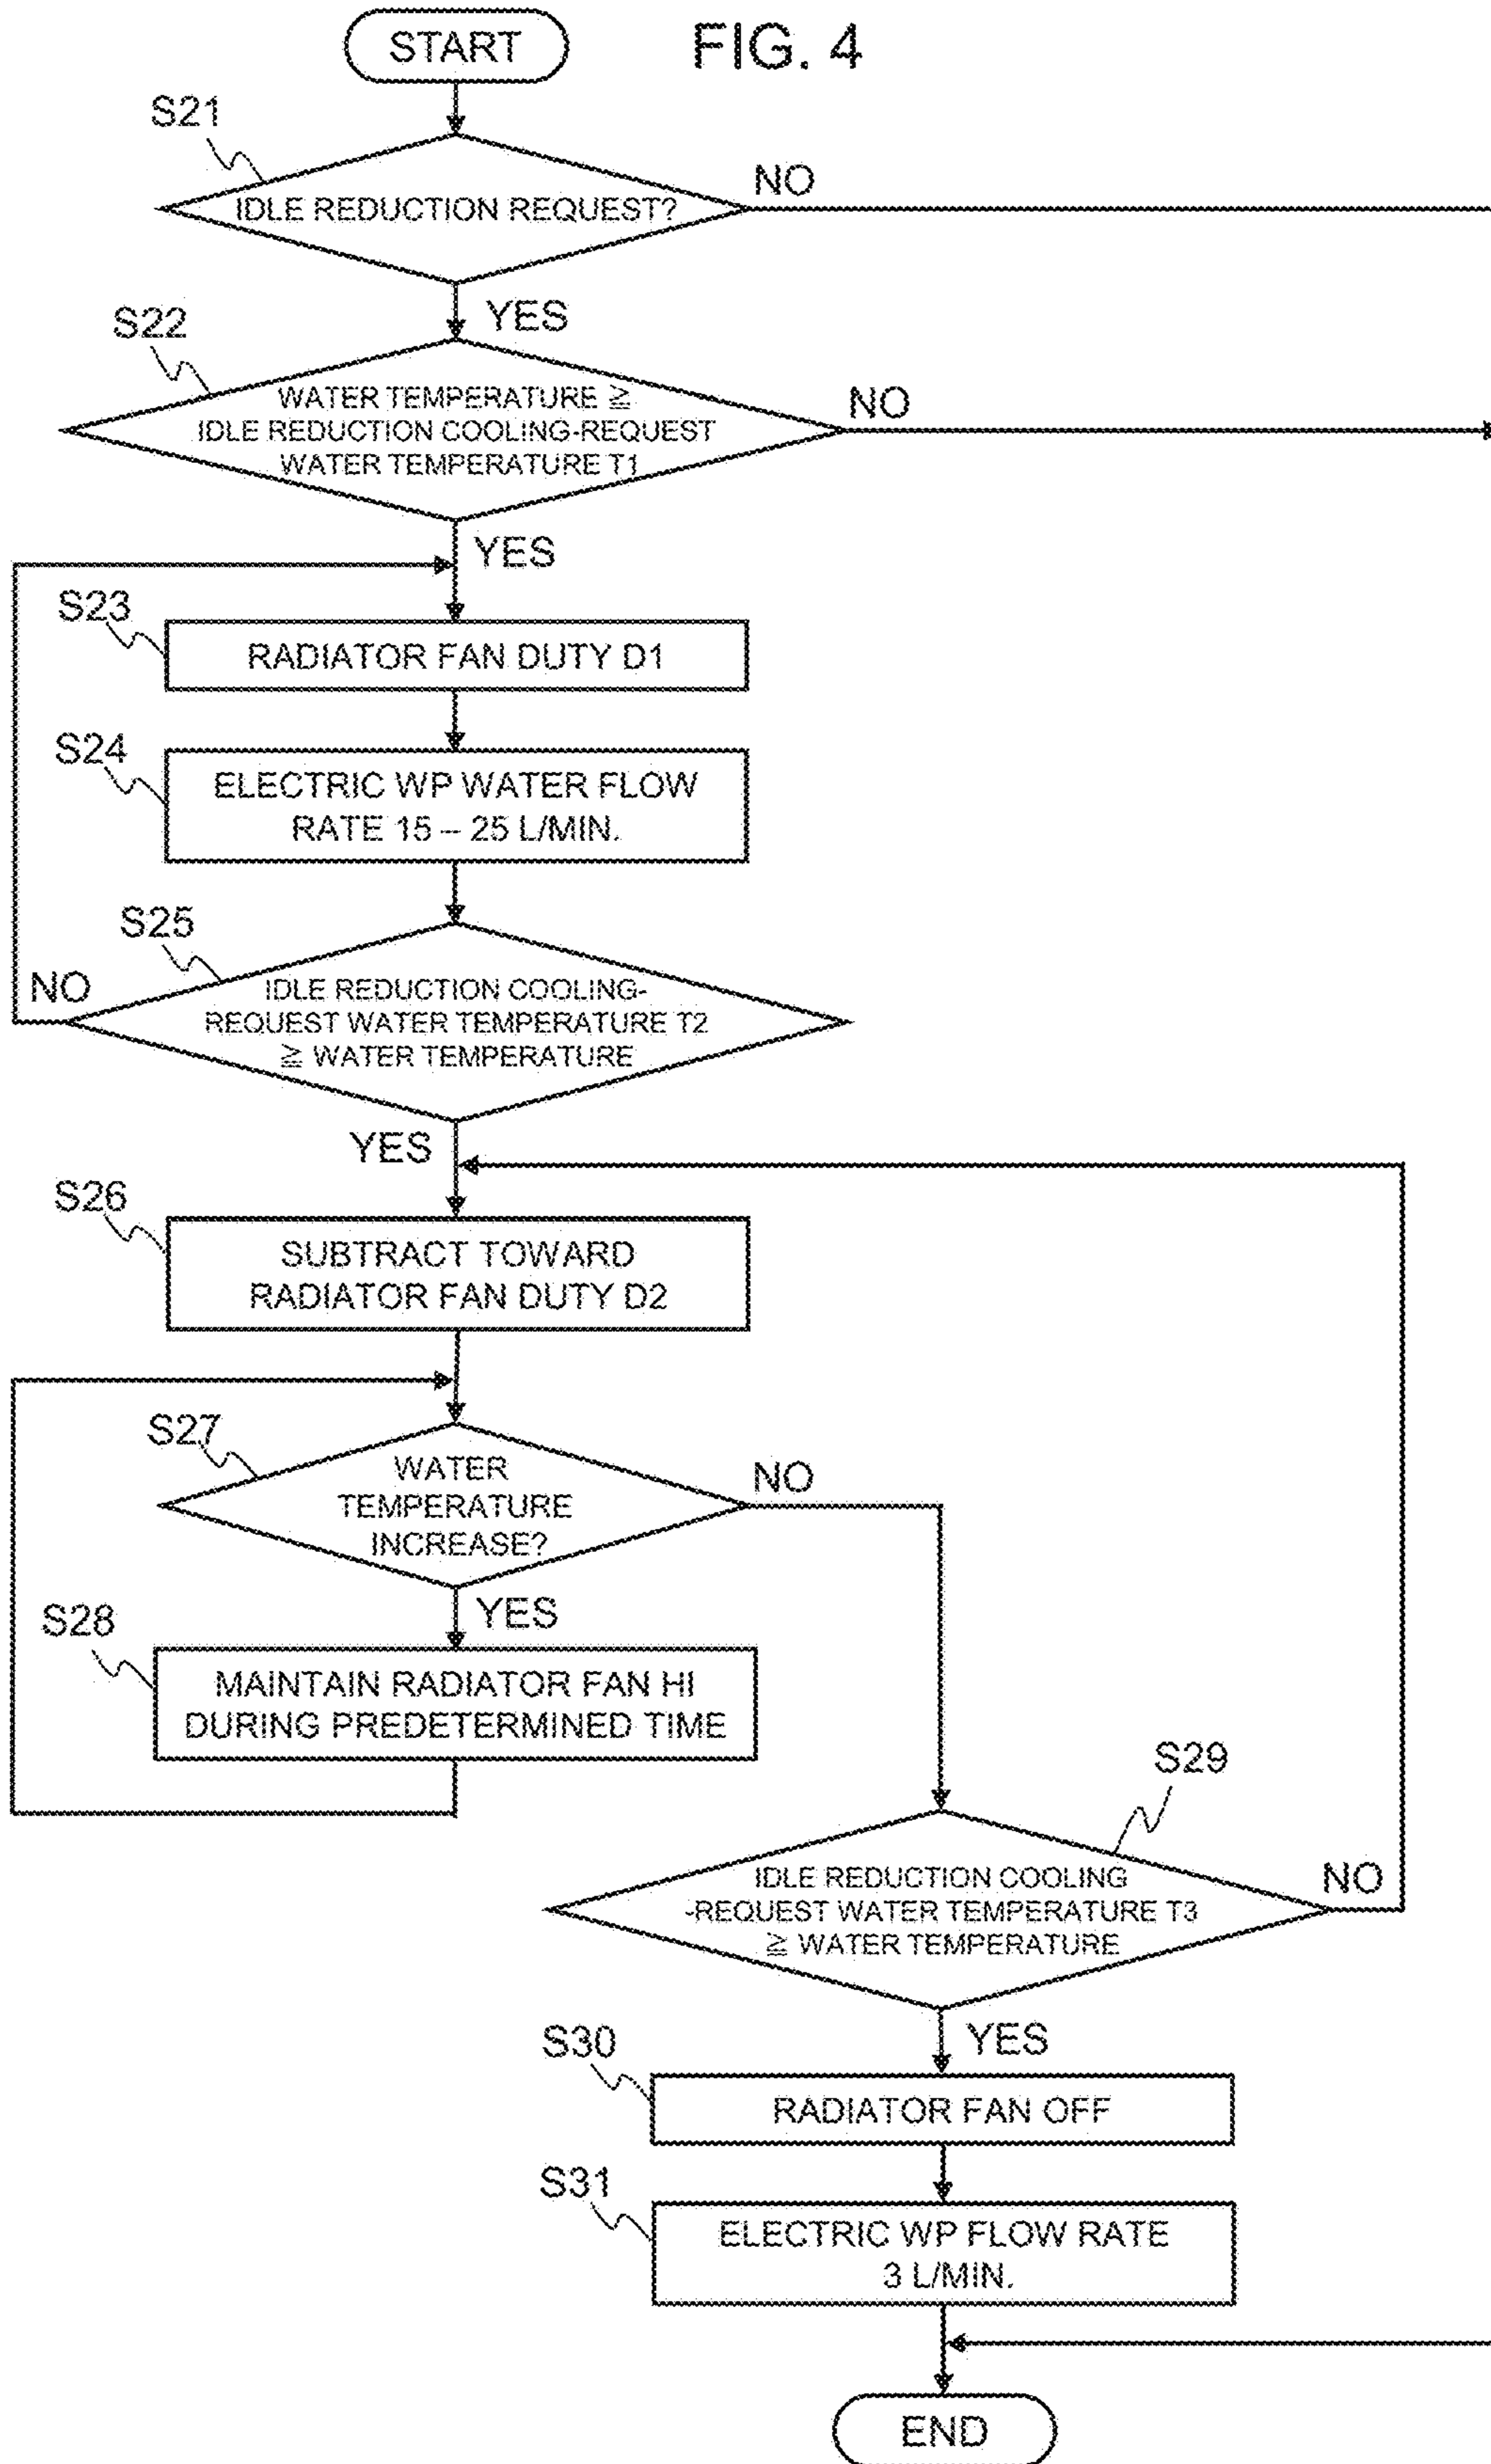 START
FIG. 4
S21
IDLE REDUCTION REQUEST?
NO
YES
S22
WATER TEMPERATURE ≧
IDLE REDUCTION COOLING-REQUEST
WATER TEMPERATURE T1
NO
YES
S23
RADIATOR FAN DUTY D1
S24
ELECTRIC WP WATER FLOW
RATE 15 – 25 L/MIN.
S25
NO
IDLE REDUCTION COOLING-
REQUEST WATER TEMPERATURE T2
≧ WATER TEMPERATURE
YES
S26
SUBTRACT TOWARD
RADIATOR FAN DUTY D2
S27
WATER
TEMPERATURE
INCREASE?
NO
YES
S28
MAINTAIN RADIATOR FAN HI
DURING PREDETERMINED TIME
S29
IDLE REDUCTION COOLING
-REQUEST WATER TEMPERATURE T3
≧ WATER TEMPERATURE
NO
YES
S30
RADIATOR FAN OFF
S31
ELECTRIC WP FLOW RATE
3 L/MIN.
END